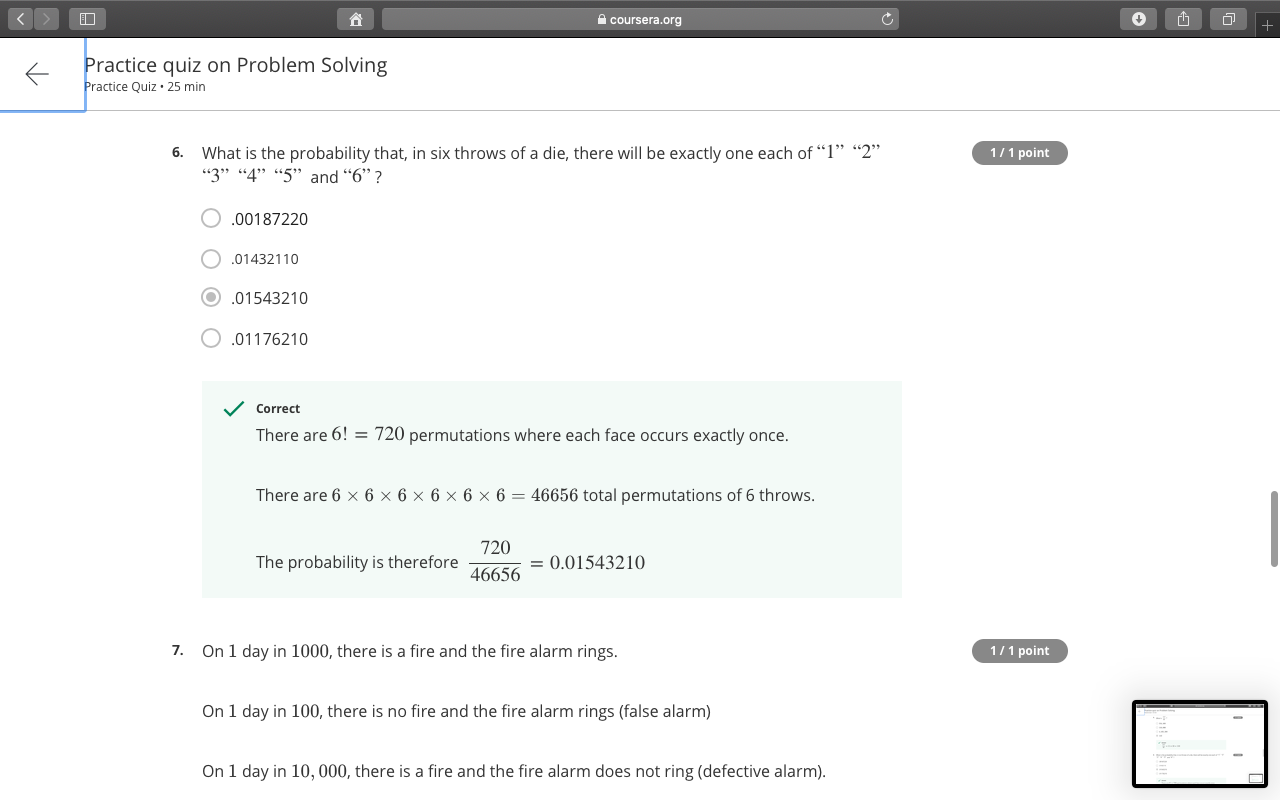 coursera.org
Practice quiz on Problem Solving
Practice Quiz • 25 min
6. What is the probability that, in six throws of a die, there will be exactly one each of “1” “2”
“3” “4” “5” and “6” ?
1 / 1 point
.00187220
.01432110
.01543210
.01176210
Correct
There are 6! = 720 permutations where each face occurs exactly once.
There are 6 × 6 × 6 × 6 × 6 × 6 = 46656 total permutations of 6 throws.
The probability is therefore 720/46656 = 0.01543210
7. On 1 day in 1000, there is a fire and the fire alarm rings.
1 / 1 point
On 1 day in 100, there is no fire and the fire alarm rings (false alarm)
On 1 day in 10, 000, there is a fire and the fire alarm does not ring (defective alarm).